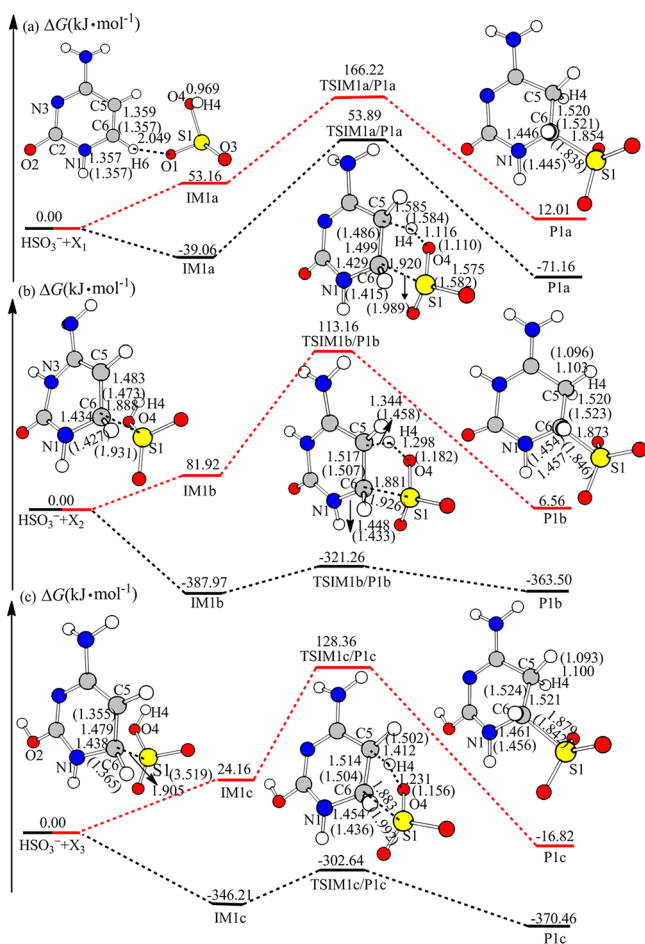 (a) ΔG(kJ·mol⁻¹)
166.22
TSIM1a/P1a
53.89
TSIM1a/P1a
N3
C5
C2
C6
O2
N1
H6
1.359
(1.357)
2.049
1.357
(1.357)
0.969
O4
H4
S1
O3
O1
0.00
HSO₃⁻+X₁
53.16
IM1a
-39.06
IM1a
C5
1.585
(1.584)
(1.486)
1.499
H4
1.116
(1.110)
O4
1.429
1.920
C6
N1
(1.415)
1.575
(1.582)
S1
(1.989)
C5
H4
C6
1.520
(1.521)
1.446
1.854
N1
(1.445)
(1.838)
S1
12.01
P1a
-71.16
P1a
(b) ΔG(kJ·mol⁻¹)
113.16
TSIM1b/P1b
N3
C5
1.483
(1.473)
C6
1.888
H4
O4
1.434
N1
(1.427)
(1.931)
S1
0.00
HSO₃⁻+X₂
81.92
IM1b
-387.97
IM1b
1.344
(1.458)
C5
H4
1.298
(1.182)
O4
1.517
(1.507)
C6
1.881
(1.926)
S1
N1
1.448
(1.433)
-321.26
TSIM1b/P1b
(1.096)
1.103
C5
H4
1.520
(1.523)
C6
1.873
(1.454)
1.457
(1.846)
N1
S1
6.56
P1b
-363.50
P1b
(c) ΔG(kJ·mol⁻¹)
128.36
TSIM1c/P1c
C5
(1.355)
1.479
H4
O4
1.438
O2
N1
C6
(1.365)
S1
(3.519)
1.905
0.00
HSO₃⁻+X₃
24.16
IM1c
-346.21
IM1c
C5
(1.502)
1.412
H4
1.514
(1.504)
1.231
(1.156)
O4
C6
N1
1.454
(1.436)
S1
-302.64
TSIM1c/P1c
C5
(1.093)
1.100
H4
(1.524)
1.521
C6
N1
1.461
(1.456)
1.879
(1.842)
S1
-16.82
P1c
-370.46
P1c